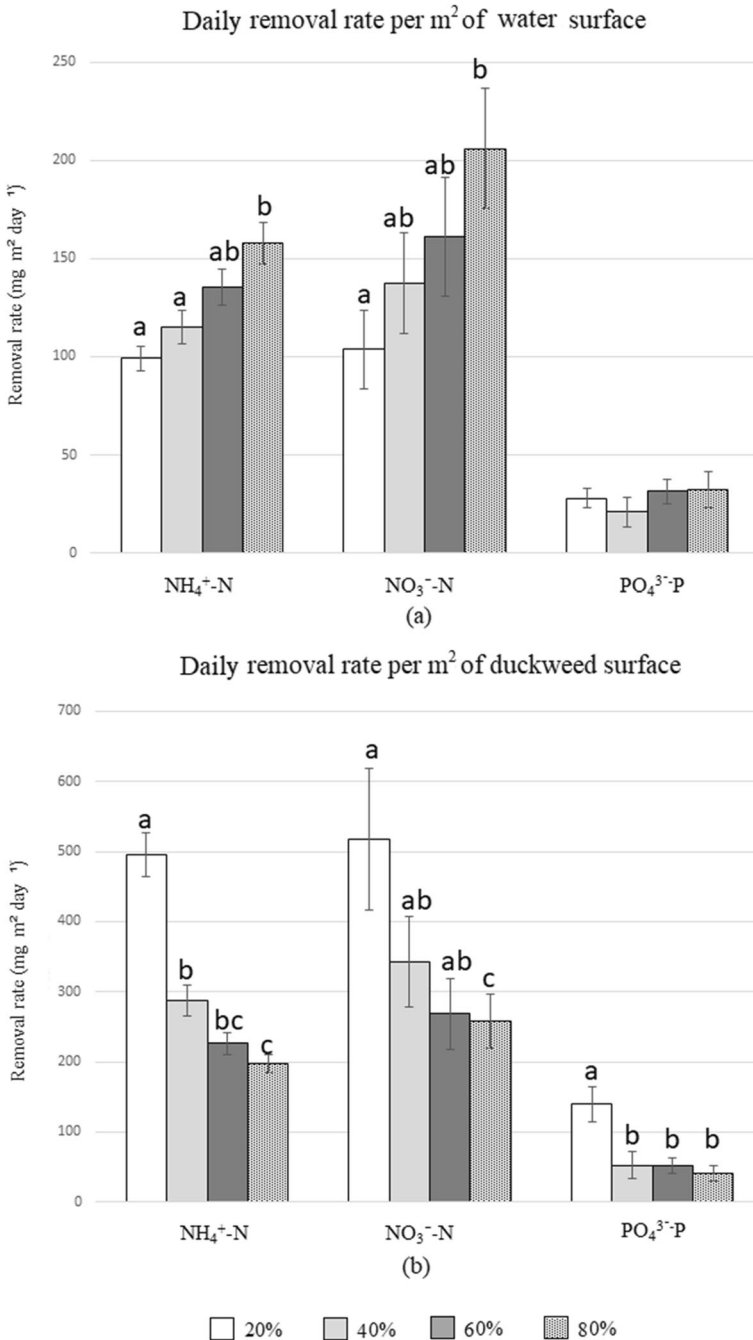 Daily removal rate per m² of water surface
Removal rate (mg m² day ¹)
250
200
150
100
50
0
a
a
ab
b
a
ab
ab
b
NH₄⁺-N
NO₃⁻-N
PO₄³⁻-P
(a)
Daily removal rate per m² of duckweed surface
Removal rate (mg m² day ¹)
700
600
500
400
300
200
100
0
a
b
bc
c
a
ab
ab
c
a
b
b
b
NH₄⁺-N
NO₃⁻-N
PO₄³⁻-P
(b)
20% 40% 60% 80%